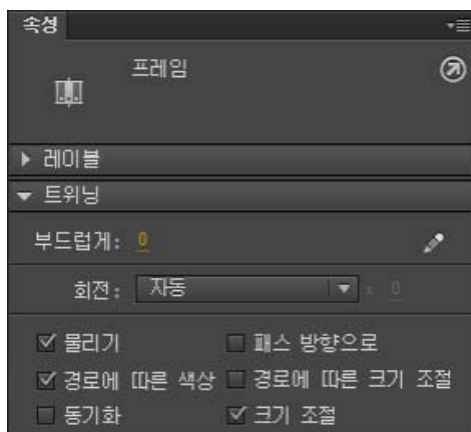 속성
프레임
레이블
트위닝
부드럽게: 0
회전: 자동 x 0
물리기 패스 방향으로
경로에 따른 색상 경로에 따른 크기 조절
동기화 크기 조절